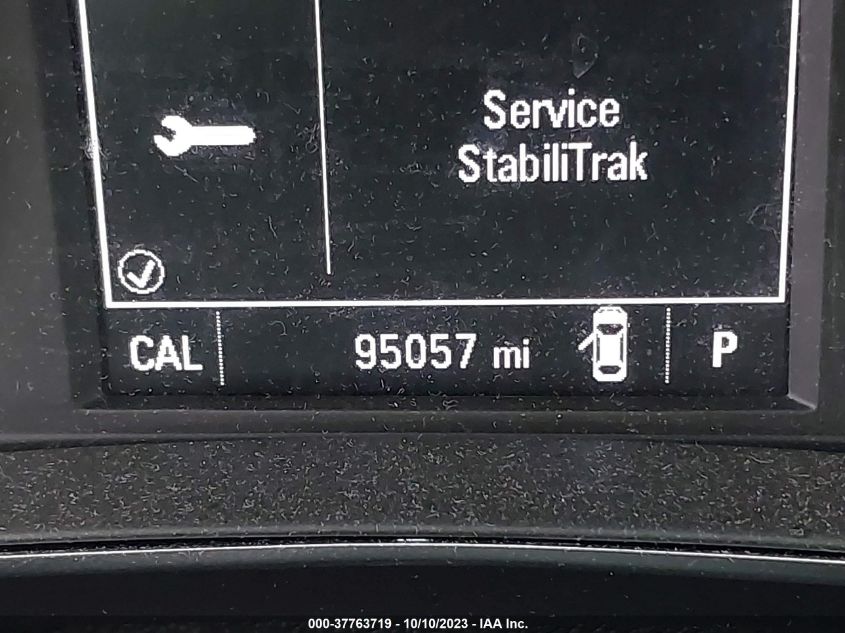 Service
StabiliTrak
CAL 95057 mi P
000-37763719 - 10/10/2023 - IAA Inc.